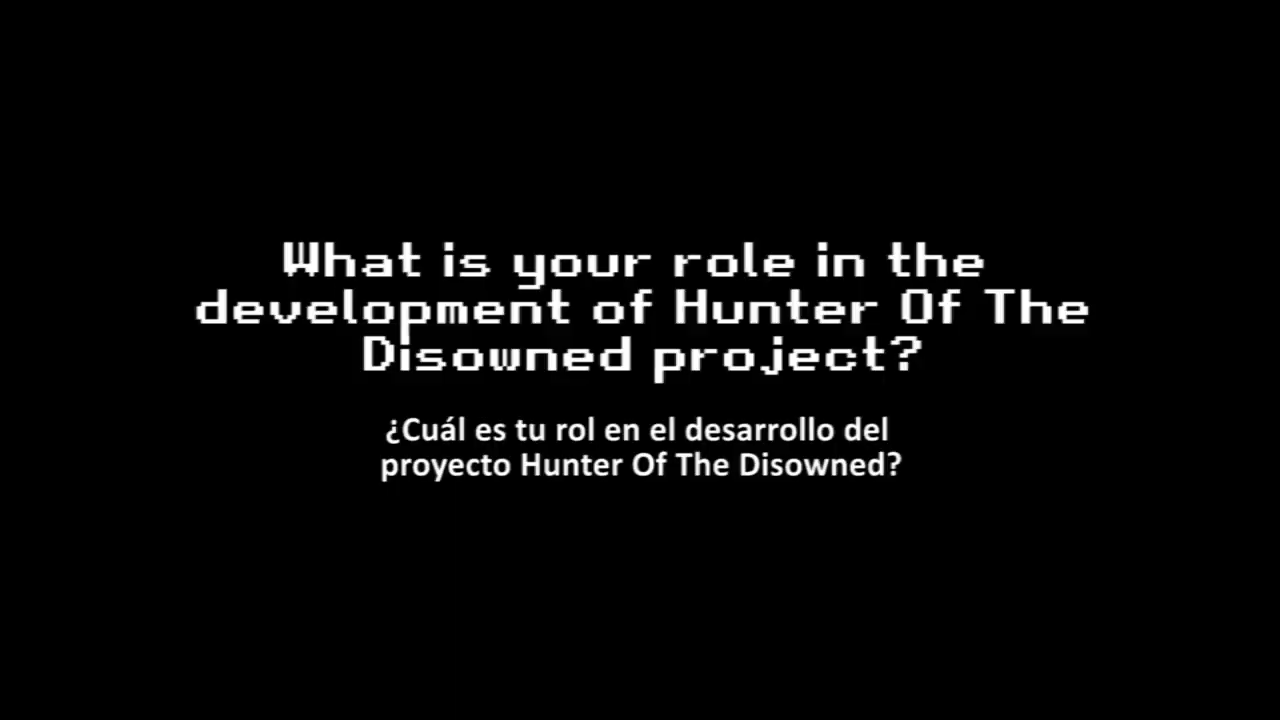 What is your role in the
development of Hunter Of The
Disowned project?
¿Cuál es tu rol en el desarrollo del
proyecto Hunter Of The Disowned?